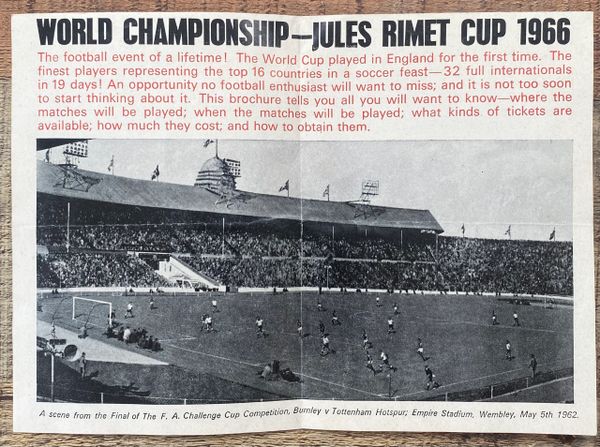 WORLD CHAMPIONSHIP—JULES RIMET CUP 1966
The football event of a lifetime! The World Cup played in England for the first time. The
finest players representing the top 16 countries in a soccer feast—32 full internationals
in 19 days! An opportunity no football enthusiast will want to miss; and it is not too soon
to start thinking about it. This brochure tells you all you will want to know—where the
matches will be played; when the matches will be played; what kinds of tickets are
available; how much they cost; and how to obtain them.
A scene from the Final of The F. A. Challenge Cup Competition, Burnley v Tottenham Hotspur; Empire Stadium, Wembley, May 5th 1962.